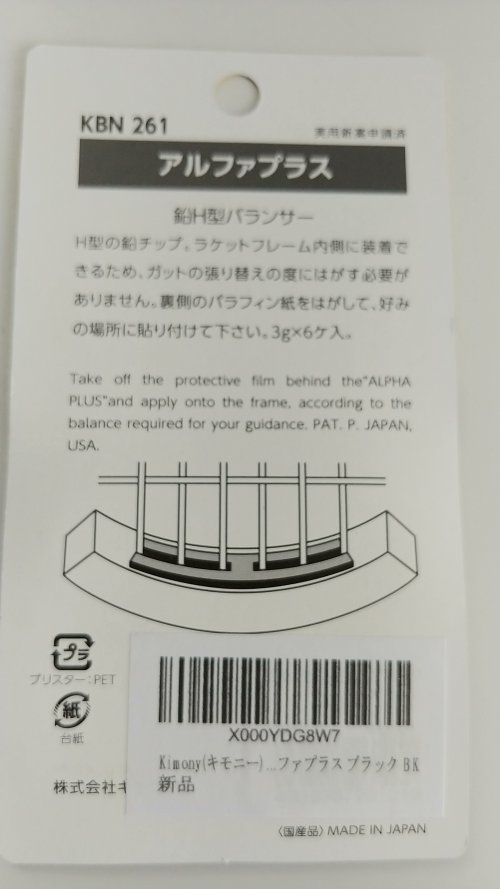 KBN 261
実用新案申請済
アルファプラス
鉛H型バランサー
H型の鉛チップ。ラケットフレーム内側に装着で
きるため、ガットの張り替えの度にはがす必要が
ありません。裏側のパラフィン紙をはがして、好み
の場所に貼り付けて下さい。3g×6ケ入。
Take off the protective film behind the"ALPHA
PLUS"and apply onto the frame, according to the
balance required for your guidance. PAT. P. JAPAN,
USA.
プラ
ブリスター:PET
紙
台紙
X000YDG8W7
Kimony(キモニー)...ファプラス ブラック BK
新品
株式会社キ
〈国産品〉MADE IN JAPAN